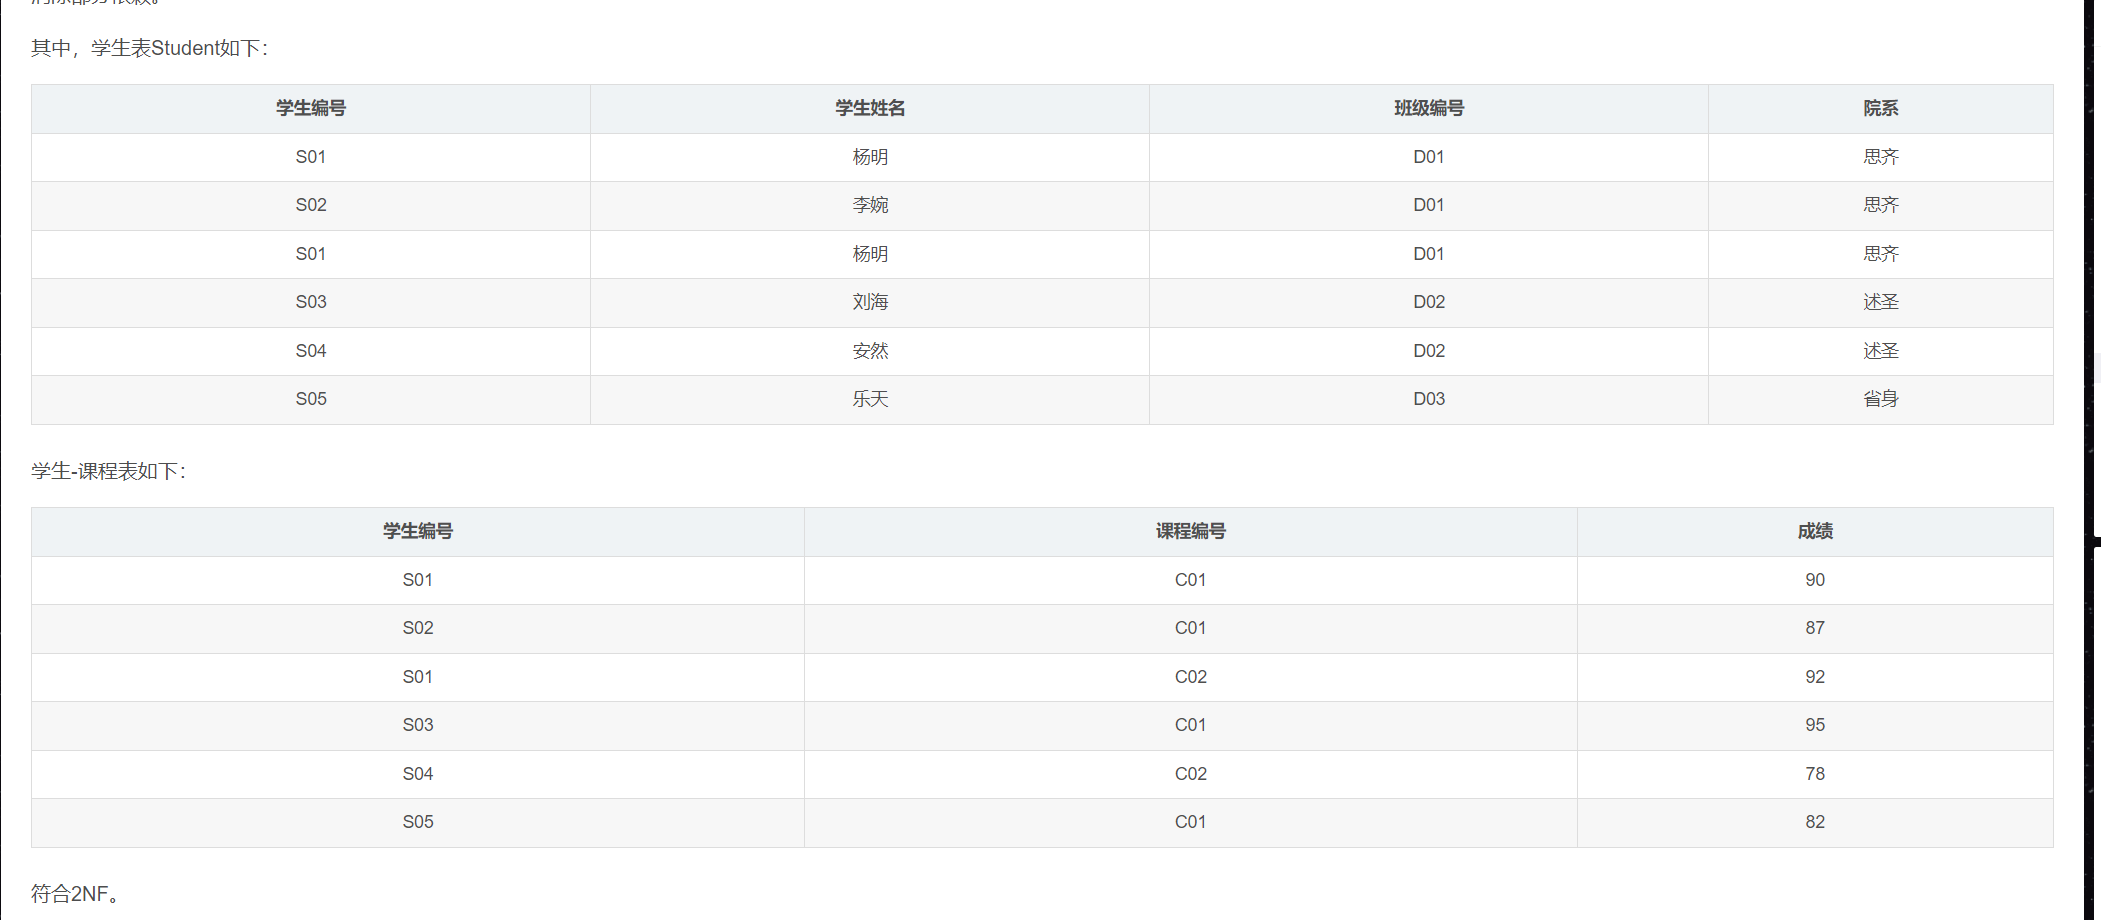 其中，学生表Student如下：
学生编号 学生姓名 班级编号 院系
S01 杨明 D01 思齐
S02 李婉 D01 思齐
S01 杨明 D01 思齐
S03 刘海 D02 述圣
S04 安然 D02 述圣
S05 乐天 D03 省身
学生-课程表如下：
学生编号 课程编号 成绩
S01 C01 90
S02 C01 87
S01 C02 92
S03 C01 95
S04 C02 78
S05 C01 82
符合2NF。